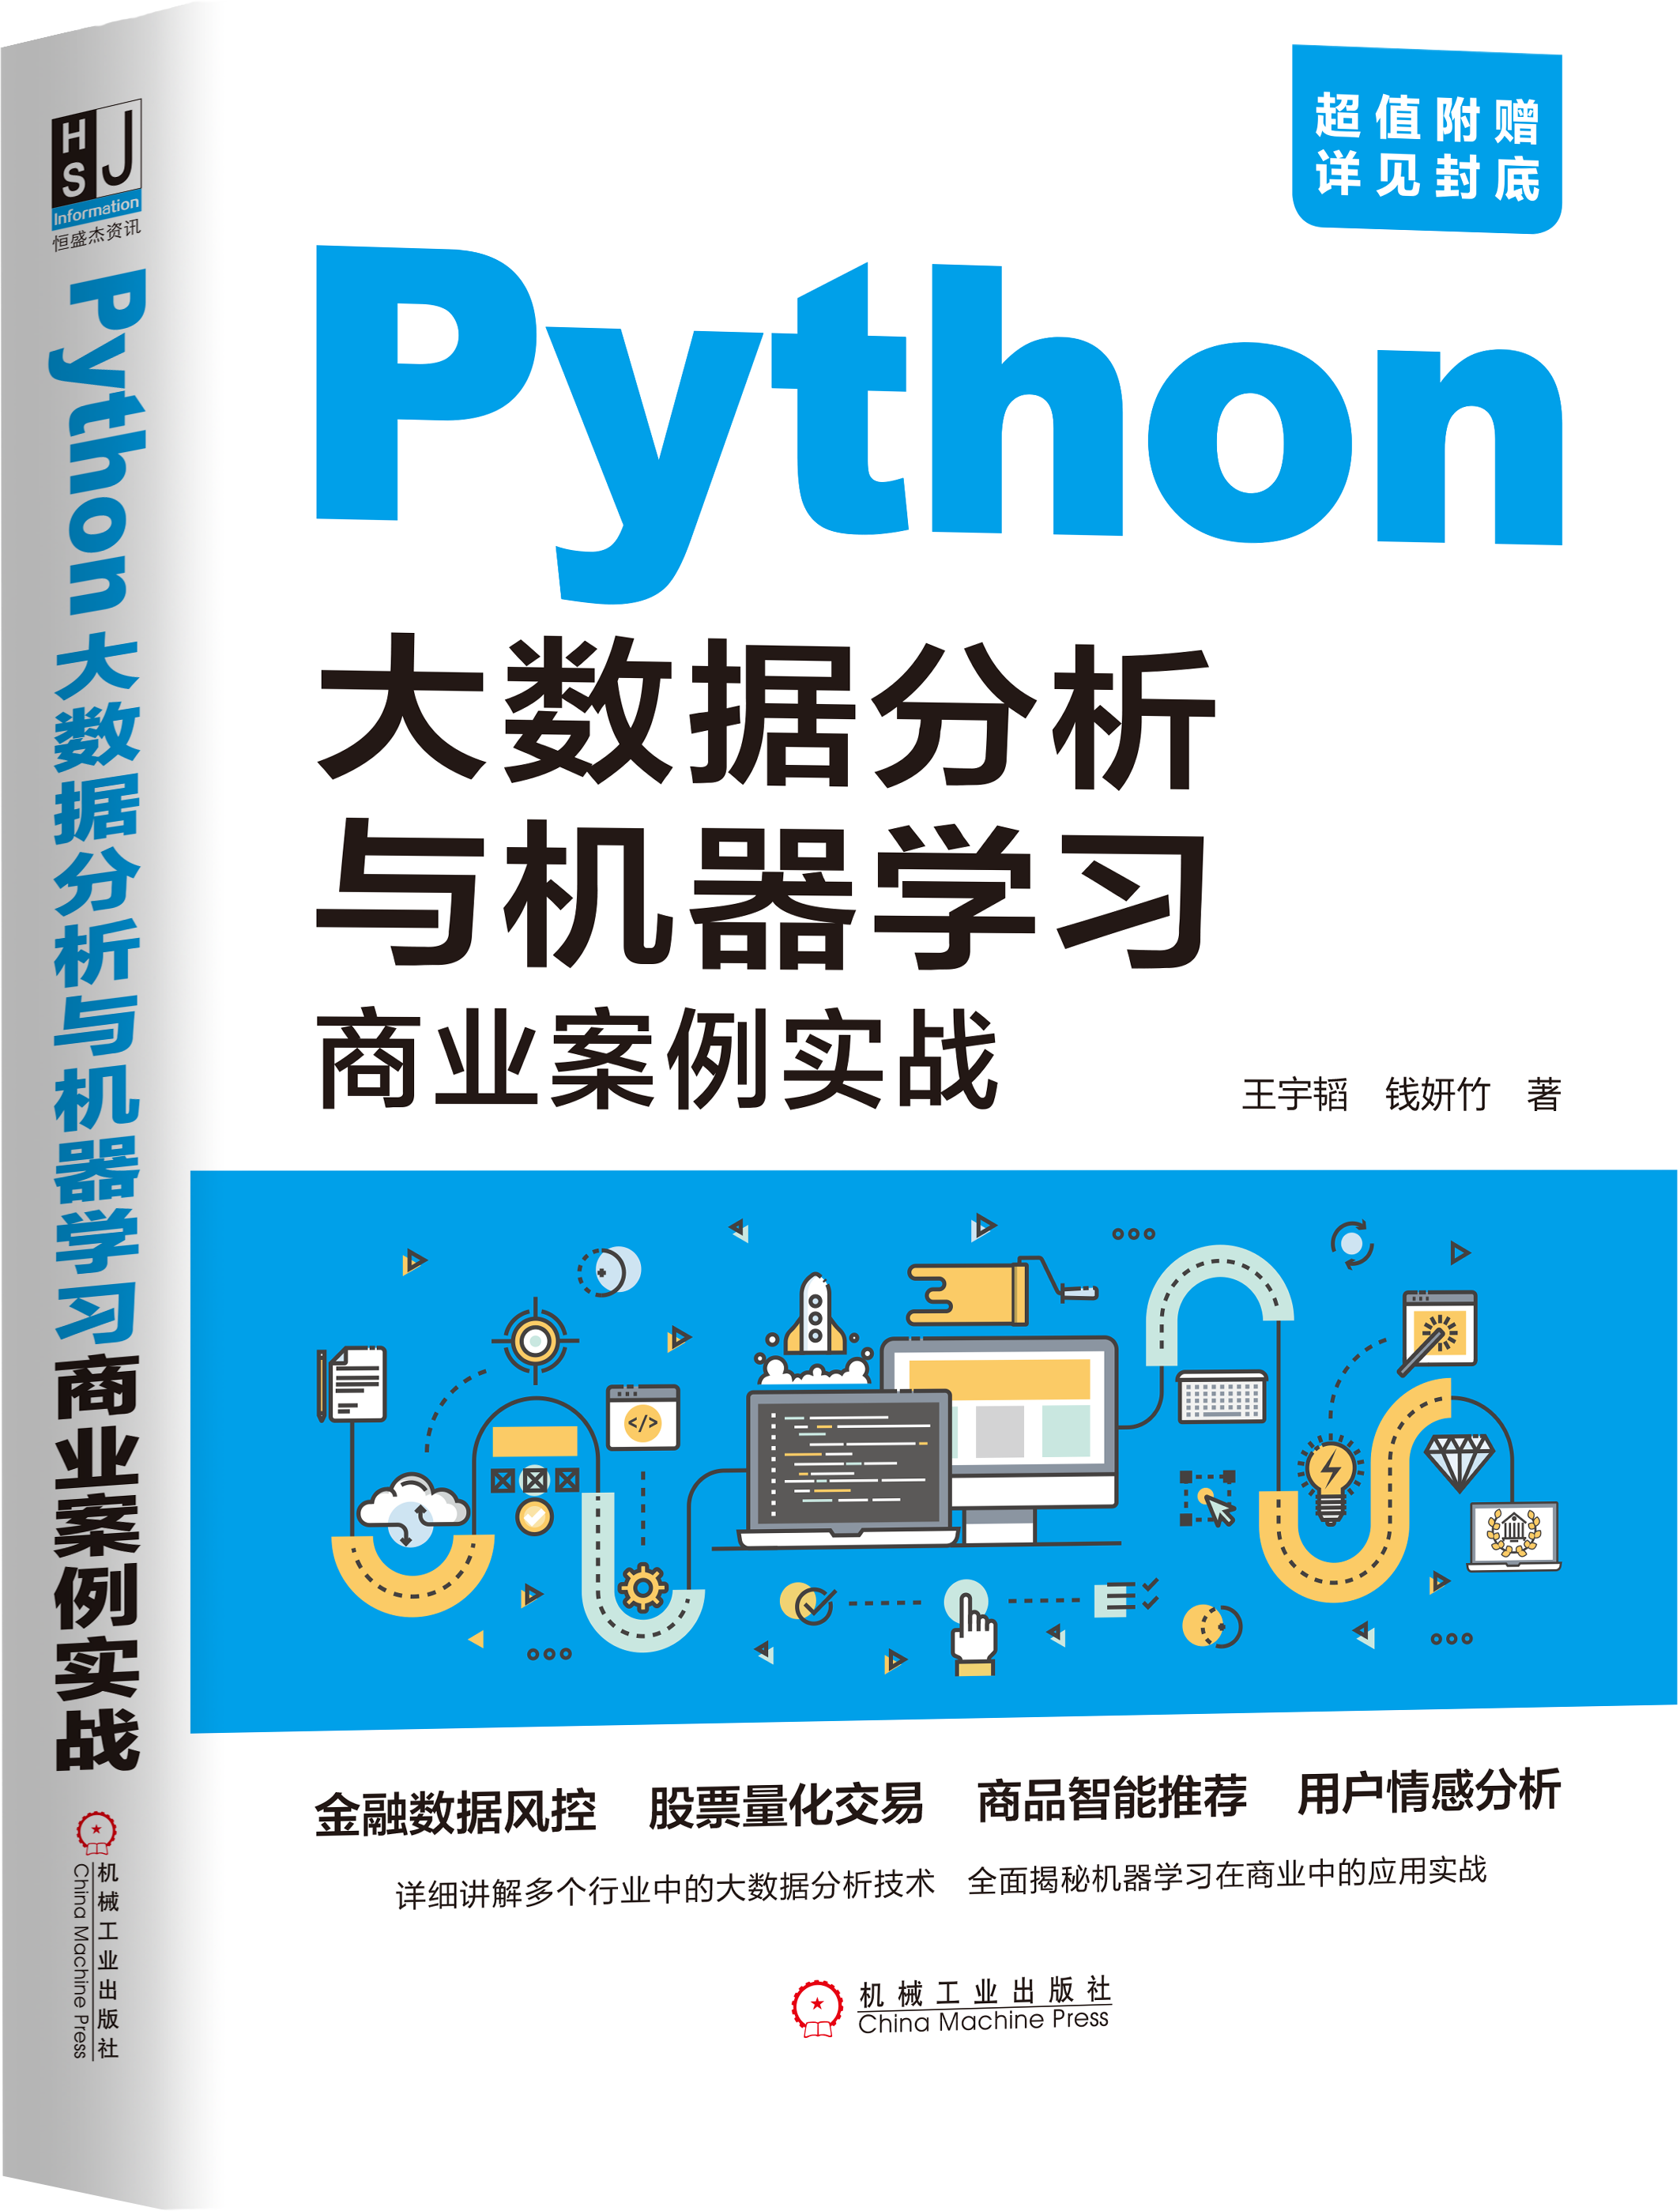 HSJ
Information
恒盛杰资讯
Python大数据分析与机器学习商业案例实战
机械工业出版社
China Machine Press
超值附赠
详见封底
Python
大数据分析
与机器学习
商业案例实战
王宇韬 钱妍竹 著
</>
金融数据风控 股票量化交易 商品智能推荐 用户情感分析
详细讲解多个行业中的大数据分析技术 全面揭秘机器学习在商业中的应用实战
机械工业出版社
China Machine Press